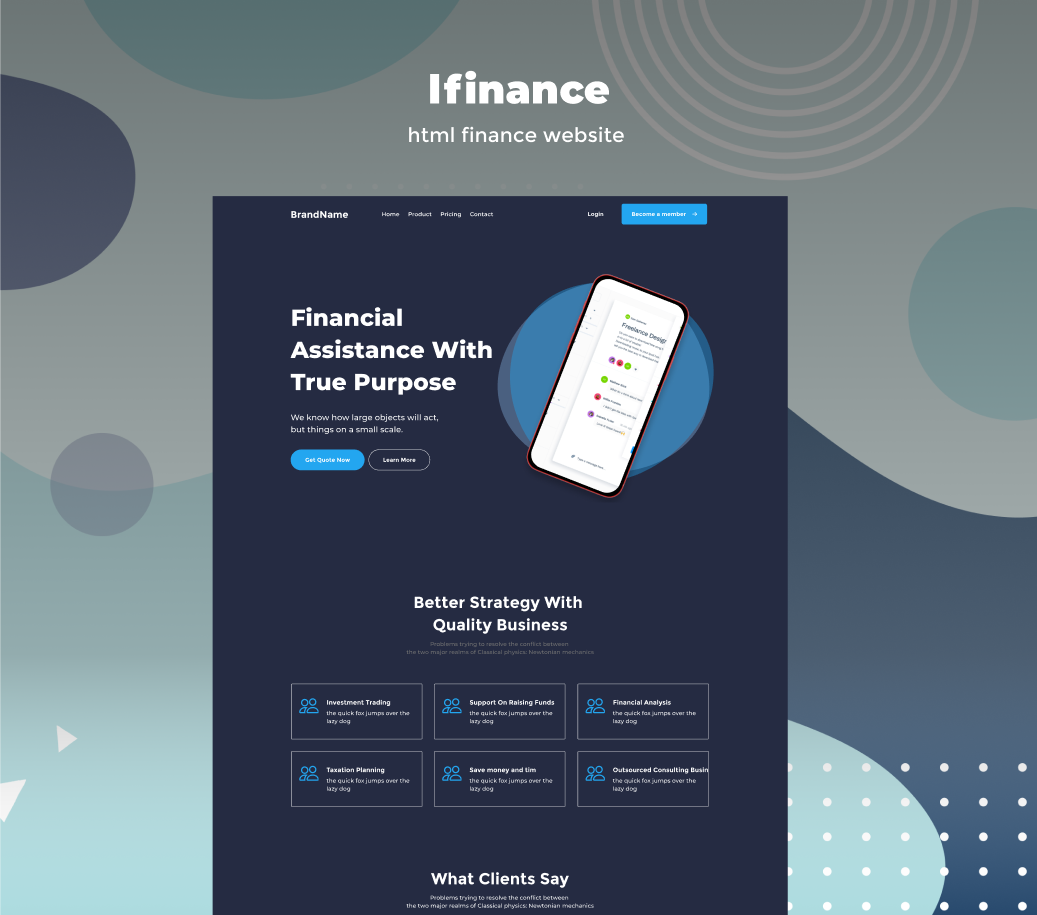 Ifinance
html finance website
BrandName Home Product Pricing Contact Login Become a member
Financial
Assistance With
True Purpose
We know how large objects will act,
but things on a small scale.
Get Quote Now Learn More
Freelance Desig
Better Strategy With
Quality Business
Problems trying to resolve the conflict between
the two major realms of Classical physics: Newtonian mechanics
Investment Trading
the quick fox jumps over the
lazy dog
Support On Raising Funds
the quick fox jumps over the
lazy dog
Financial Analysis
the quick fox jumps over the
lazy dog
Taxation Planning
the quick fox jumps over the
lazy dog
Save money and tim
the quick fox jumps over the
lazy dog
Outsourced Consulting Busin
the quick fox jumps over the
lazy dog
What Clients Say
Problems trying to resolve the conflict between
the two major realms of Classical physics: Newtonian mechanics